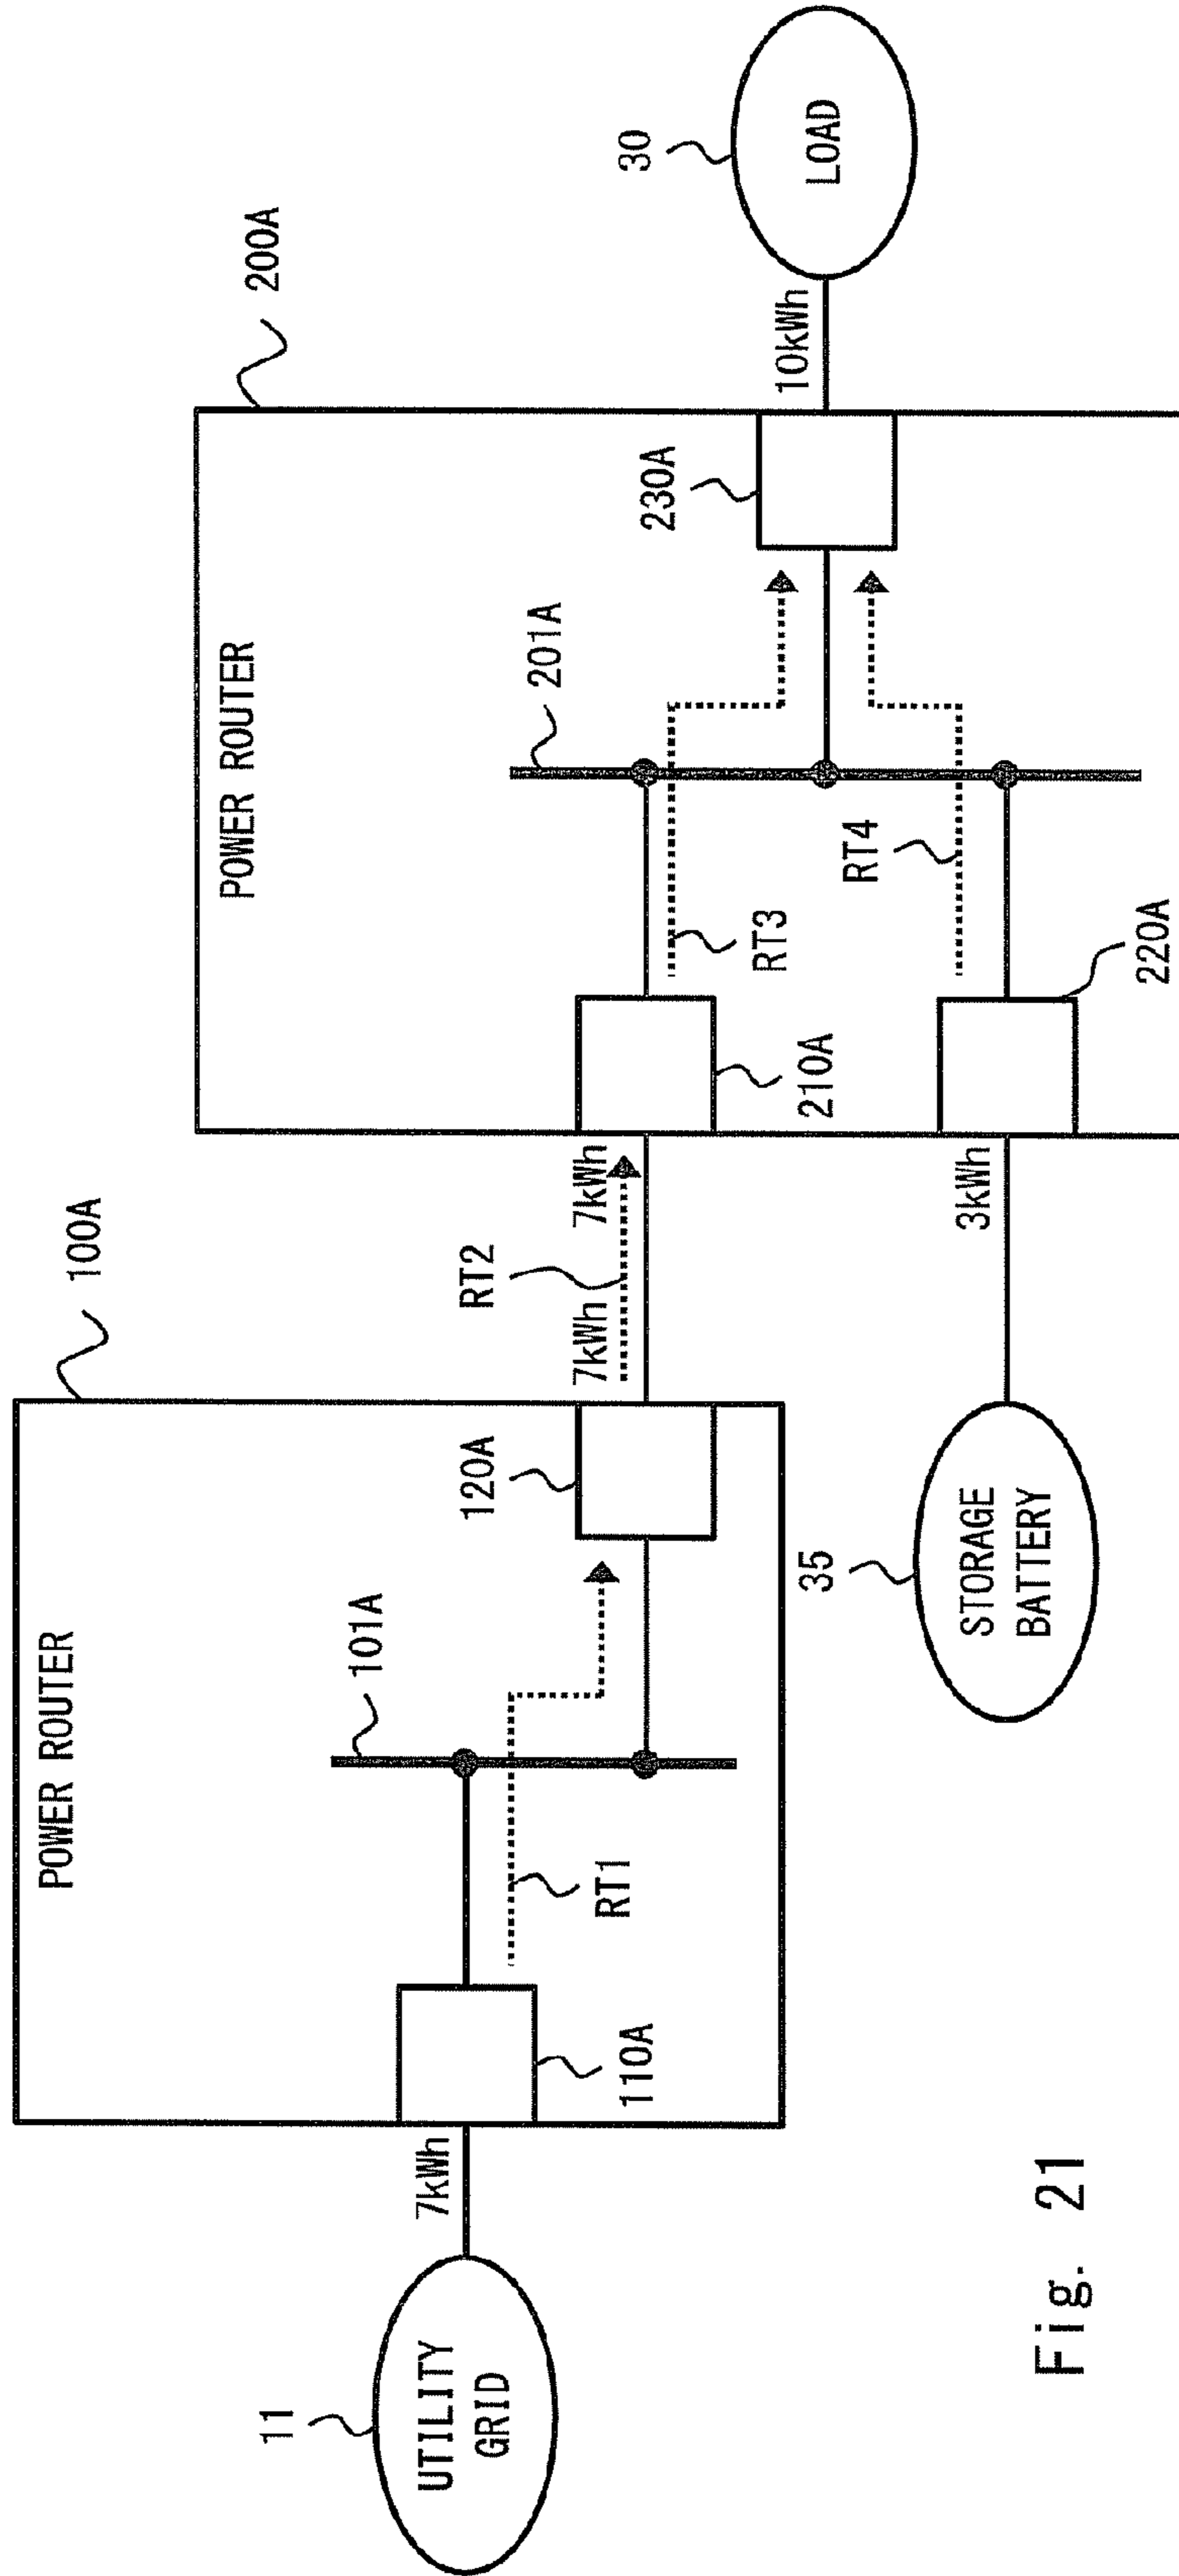 POWER ROUTER
100A
101A
RT1
110A
120A
7kWh
11
UTILITY
GRID
RT2
7kWh
7kWh
35
STORAGE
BATTERY
3kWh
POWER ROUTER
200A
201A
RT3
RT4
210A
220A
230A
10kWh
30
LOAD
Fig. 21